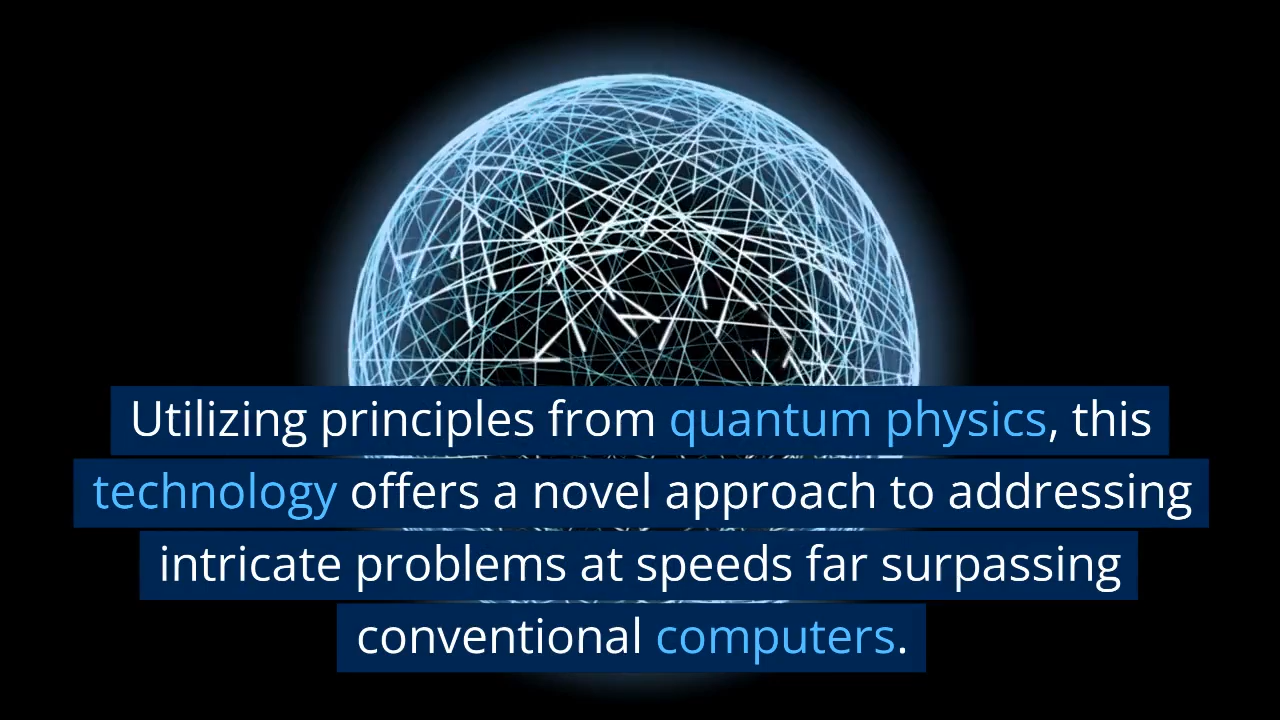 Utilizing principles from quantum physics, this
technology offers a novel approach to addressing
intricate problems at speeds far surpassing
conventional computers.